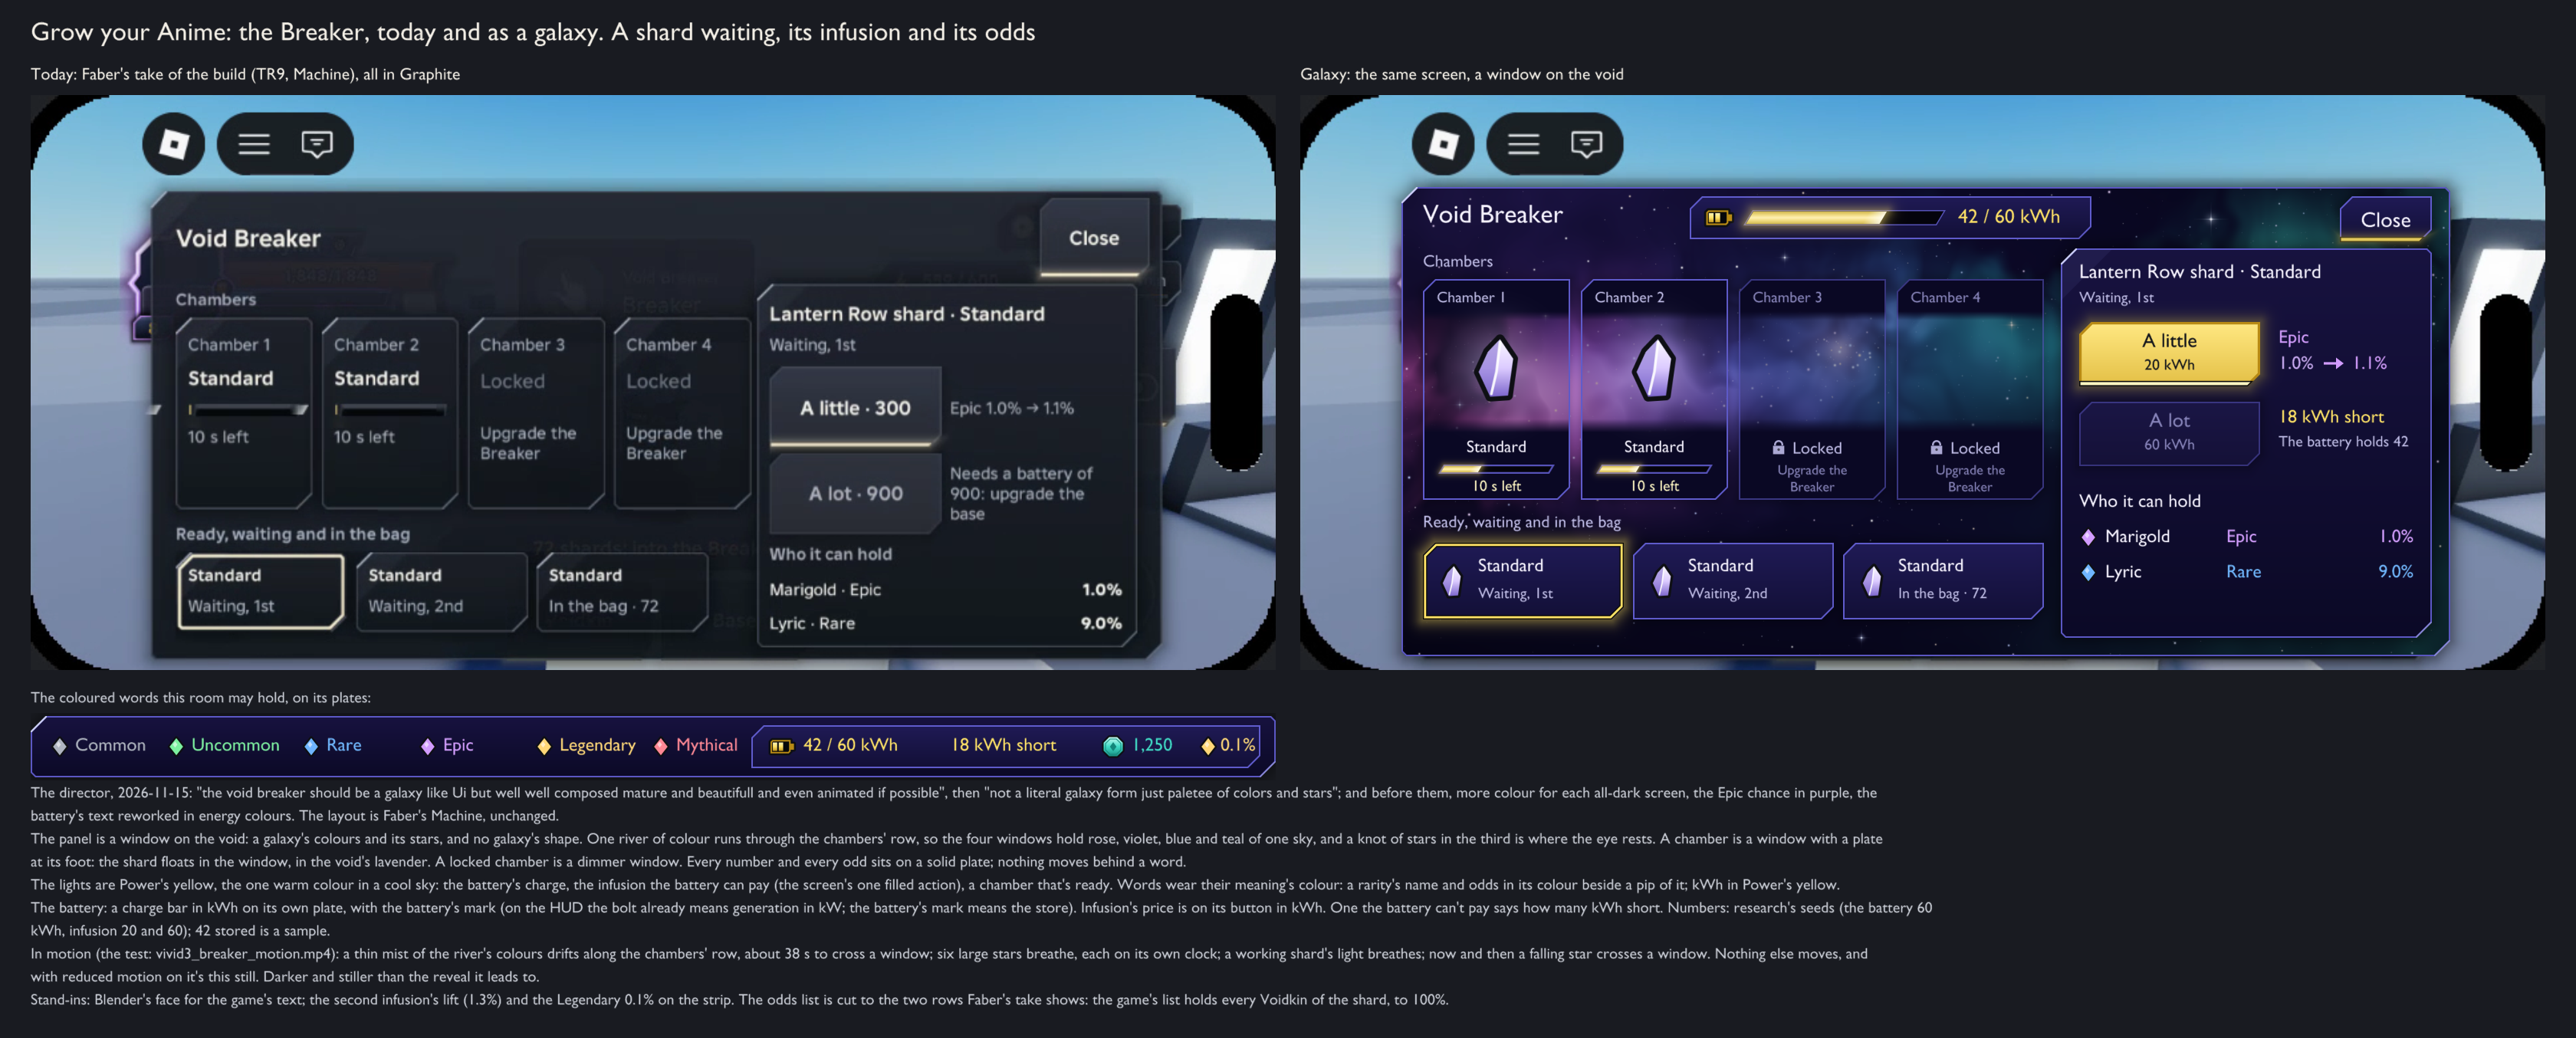 Grow your Anime: the Breaker, today and as a galaxy. A shard waiting, its infusion and its odds
Today: Faber's take of the build (TR9, Machine), all in Graphite
Void Breaker
Close
Chambers
Chamber 1
Standard
10 s left
Chamber 2
Standard
10 s left
Chamber 3
Locked
Upgrade the
Breaker
Chamber 4
Locked
Upgrade the
Breaker
Ready, waiting and in the bag
Standard
Waiting, 1st
Standard
Waiting, 2nd
Standard
In the bag · 72
Lantern Row shard · Standard
Waiting, 1st
A little · 300
Epic 1.0% → 1.1%
A lot · 900
Needs a battery of
900: upgrade the
base
Who it can hold
Marigold · Epic 1.0%
Lyric · Rare 9.0%
Galaxy: the same screen, a window on the void
Void Breaker
42 / 60 kWh
Close
Chambers
Chamber 1
Standard
10 s left
Chamber 2
Standard
10 s left
Chamber 3
Locked
Upgrade the
Breaker
Chamber 4
Locked
Upgrade the
Breaker
Ready, waiting and in the bag
Standard
Waiting, 1st
Standard
Waiting, 2nd
Standard
In the bag · 72
Lantern Row shard · Standard
Waiting, 1st
A little
20 kWh
Epic
1.0% → 1.1%
A lot
60 kWh
18 kWh short
The battery holds 42
Who it can hold
Marigold Epic 1.0%
Lyric Rare 9.0%
The coloured words this room may hold, on its plates:
Common Uncommon Rare Epic Legendary Mythical 42 / 60 kWh 18 kWh short 1,250 0.1%
The director, 2026-11-15: "the void breaker should be a galaxy like Ui but well well composed mature and beautifull and even animated if possible", then "not a literal galaxy form just paletee of colors and stars"; and before them, more colour for each all-dark screen, the Epic chance in purple, the
battery's text reworked in energy colours. The layout is Faber's Machine, unchanged.
The panel is a window on the void: a galaxy's colours and its stars, and no galaxy's shape. One river of colour runs through the chambers' row, so the four windows hold rose, violet, blue and teal of one sky, and a knot of stars in the third is where the eye rests. A chamber is a window with a plate
at its foot: the shard floats in the window, in the void's lavender. A locked chamber is a dimmer window. Every number and every odd sits on a solid plate; nothing moves behind a word.
The lights are Power's yellow, the one warm colour in a cool sky: the battery's charge, the infusion the battery can pay (the screen's one filled action), a chamber that's ready. Words wear their meaning's colour: a rarity's name and odds in its colour beside a pip of it; kWh in Power's yellow.
The battery: a charge bar in kWh on its own plate, with the battery's mark (on the HUD the bolt already means generation in kW; the battery's mark means the store). Infusion's price is on its button in kWh. One the battery can't pay says how many kWh short. Numbers: research's seeds (the battery 60
kWh, infusion 20 and 60); 42 stored is a sample.
In motion (the test: vivid3_breaker_motion.mp4): a thin mist of the river's colours drifts along the chambers' row, about 38 s to cross a window; six large stars breathe, each on its own clock; a working shard's light breathes; now and then a falling star crosses a window. Nothing else moves, and
with reduced motion on it's this still. Darker and stiller than the reveal it leads to.
Stand-ins: Blender's face for the game's text; the second infusion's lift (1.3%) and the Legendary 0.1% on the strip. The odds list is cut to the two rows Faber's take shows: the game's list holds every Voidkin of the shard, to 100%.